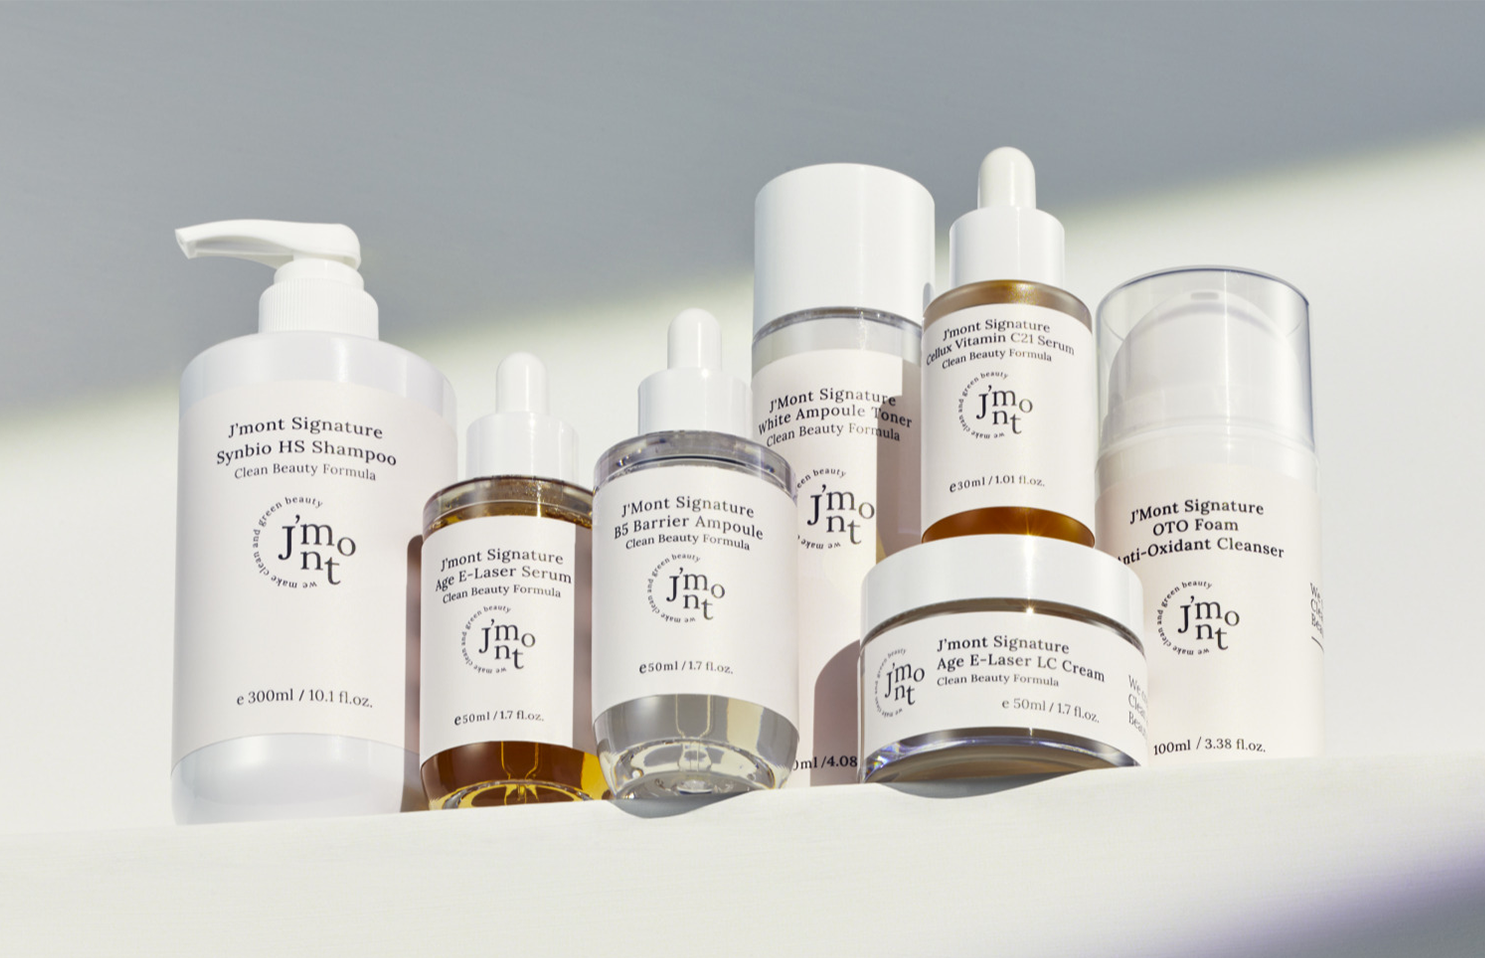 J'mont Signature
Synbio HS Shampoo
Clean Beauty Formula
we make clean and green beauty
J'mo
nt
e 300ml / 10.1 fl.oz.
J'mont Signature
Age E-Laser Serum
Clean Beauty Formula
we make clean and green beauty
J'mo
nt
e50ml / 1.7 fl.oz.
J'Mont Signature
B5 Barrier Ampoule
Clean Beauty Formula
we make clean and green beauty
J'mo
nt
e50ml / 1.7 fl.oz.
J'Mont Signature
White Ampoule Toner
Clean Beauty Formula
we make beauty
J'mo
nt
ml /4.08
J'mont Signature
Cellux Vitamin C21 Serum
Clean Beauty Formula
we make clean and green beauty
J'mo
nt
e30ml / 1.01 fl.oz.
we make clean and green beauty
J'mo
nt
J'mont Signature
Age E-Laser LC Cream
Clean Beauty Formula
e 50ml / 1.7 fl.oz.
J'Mont Signature
OTO Foam
nti-Oxidant Cleanser
we make clean and green beauty
J'mo
nt
100ml / 3.38 fl.oz.